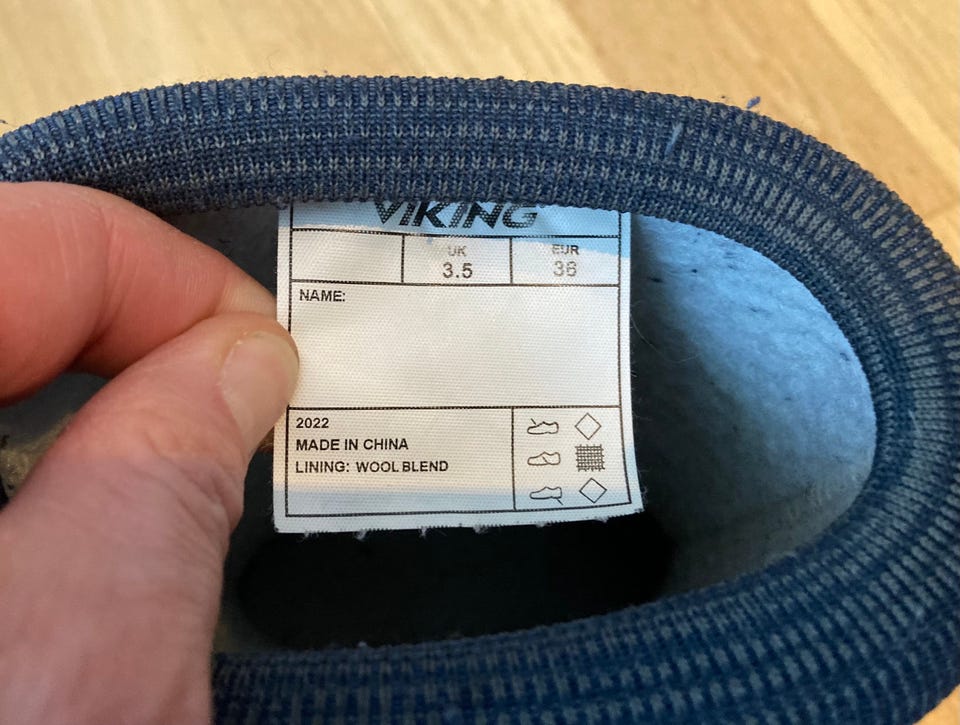 VIKING
UK EUR
3.5 36
NAME:
2022
MADE IN CHINA
LINING: WOOL BLEND